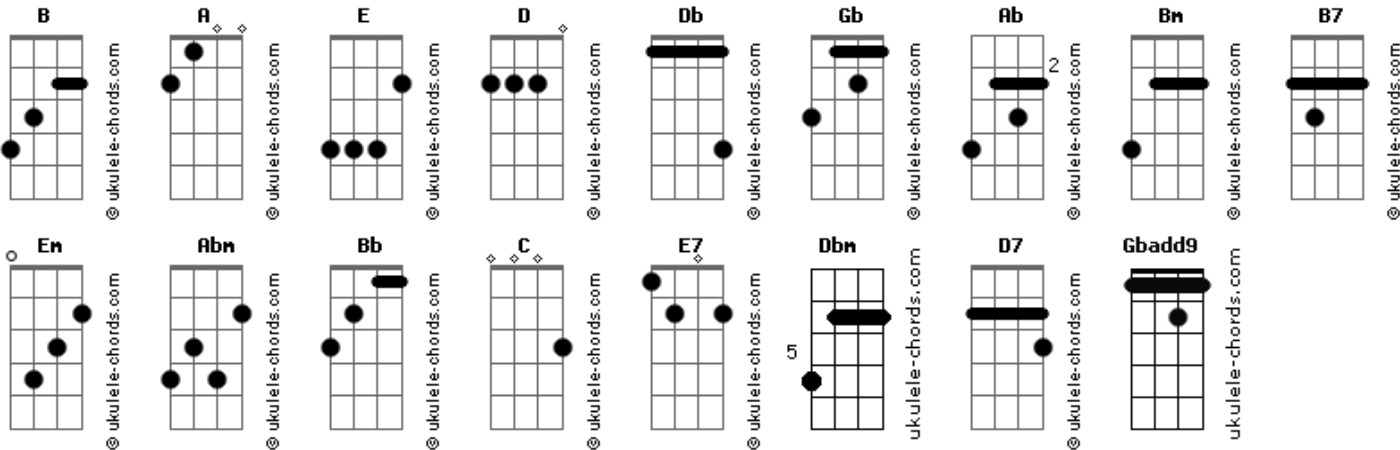 B A E D Db Gb Ab Bm B7
2
© ukulele-chords.com © ukulele-chords.com © ukulele-chords.com © ukulele-chords.com © ukulele-chords.com © ukulele-chords.com © ukulele-chords.com © ukulele-chords.com © ukulele-chords.com
Em Abm Bb C E7 Dbm D7 Gbadd9
5
© ukulele-chords.com © ukulele-chords.com © ukulele-chords.com © ukulele-chords.com © ukulele-chords.com ukulele-chords.com © ukulele-chords.com ukulele-chords.com